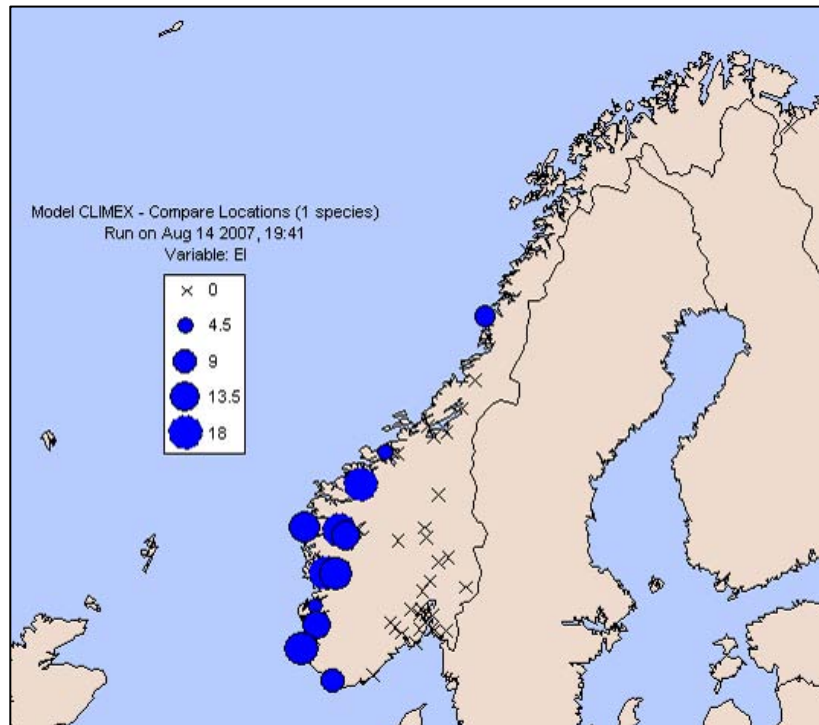 Model CLIMEX - Compare Locations (1 species)
Run on Aug 14 2007, 19:41
Variable: EI
0
4.5
9
13.5
18